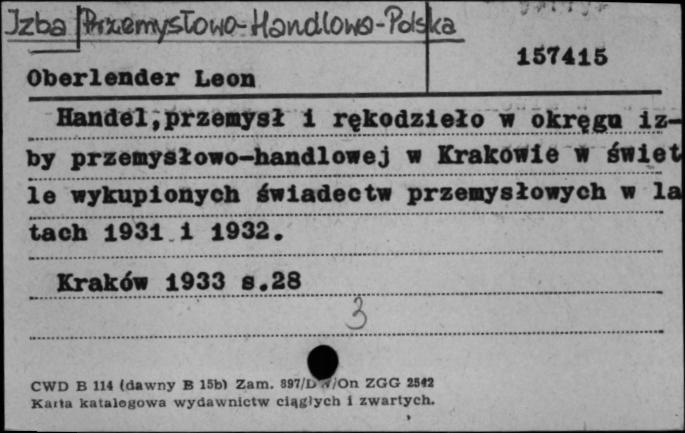 Izba Przemysłowo-Handlowa-Polska
157415
Oberlender Leon
Handel,przemysł i rękodzieło w okręgu iz-
by przemysłowo-handlowej w Krakowie w świet
le wykupionych świadectw przemysłowych w la
tach 1931 i 1932.
Kraków 1933 s.28
3
CWD B 114 (dawny B 15b) Zam. 897/D /On ZGG 2542
Karta katalogowa wydawnictw ciągłych i zwartych.